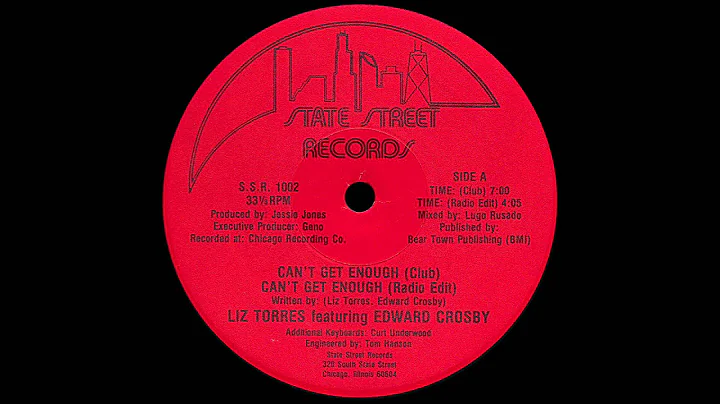 STATE STREET
RECORDS
S.S.R. 1002
33⅓ RPM
Produced by: Jessie Jones
Executive Producer: Geno
Recorded at: Chicago Recording Co.
SIDE A
TIME: (Club) 7:00
TIME: (Radio Edit) 4:05
Mixed by: Lugo Rusado
Published by:
Bear Town Publishing (BMI)
CAN'T GET ENOUGH (Club)
CAN'T GET ENOUGH (Radio Edit)
Written by: (Liz Torres, Edward Crosby)
LIZ TORRES featuring EDWARD CROSBY
Additional Keyboards: Curt Underwood
Engineered by: Tom Hanson
State Street Records
329 South State Street
Chicago, Illinois 60604